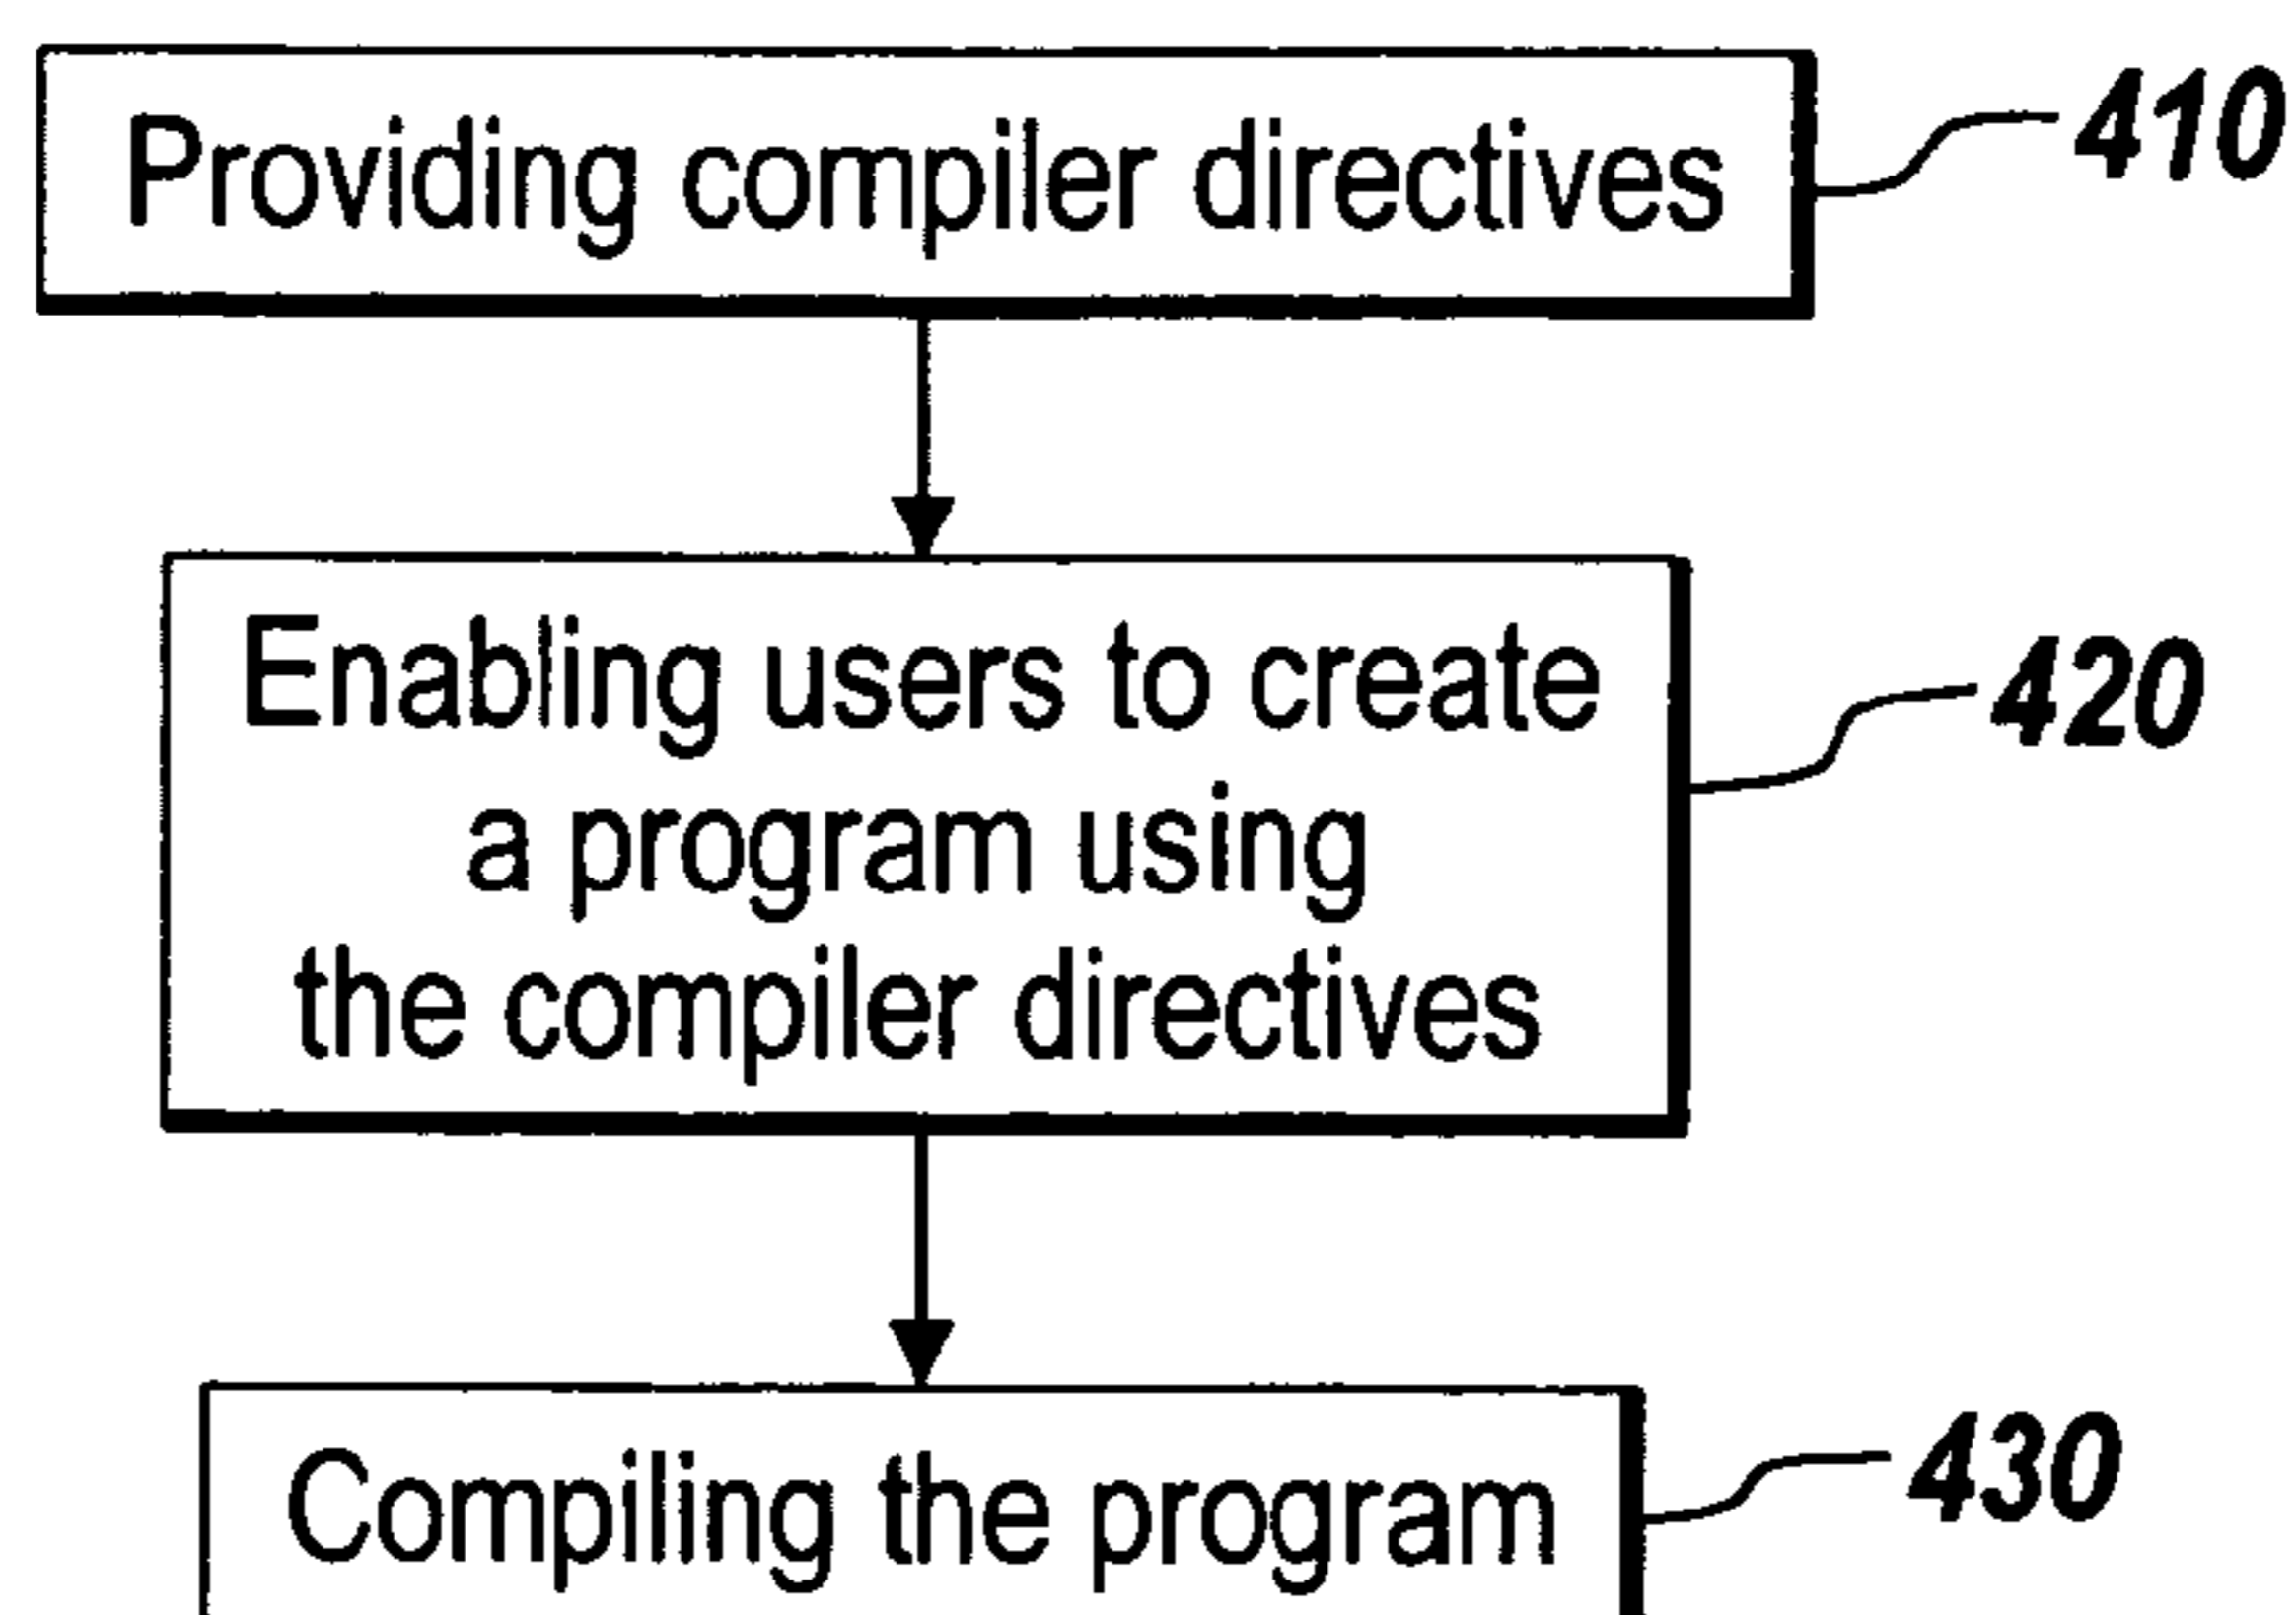 Providing compiler directives
410
Enabling users to create
a program using
the compiler directives
420
Compiling the program
430